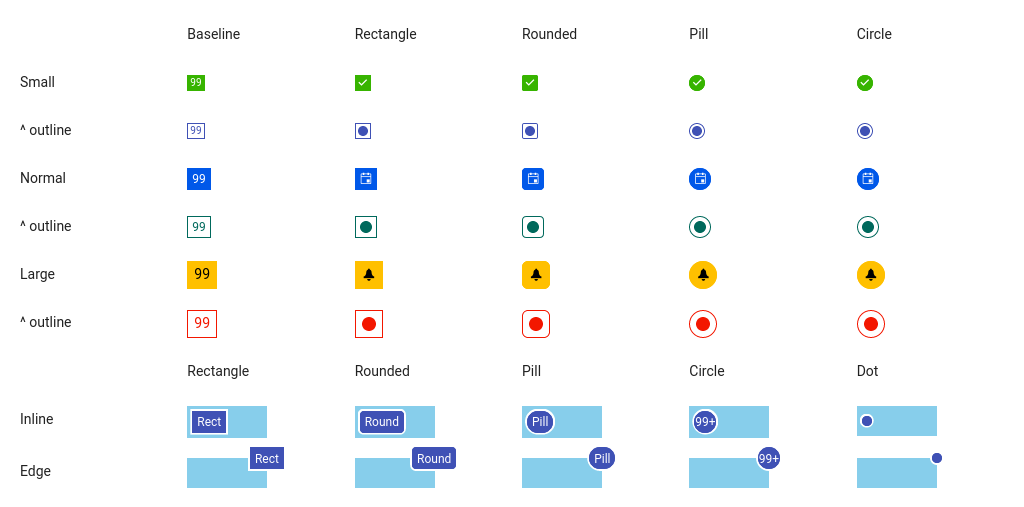 Baseline Rectangle Rounded Pill Circle
Small 99
^ outline 99
Normal 99
^ outline 99
Large 99
^ outline 99
Rectangle Rounded Pill Circle Dot
Inline Rect Round Pill 99+
Edge Rect Round Pill 99+